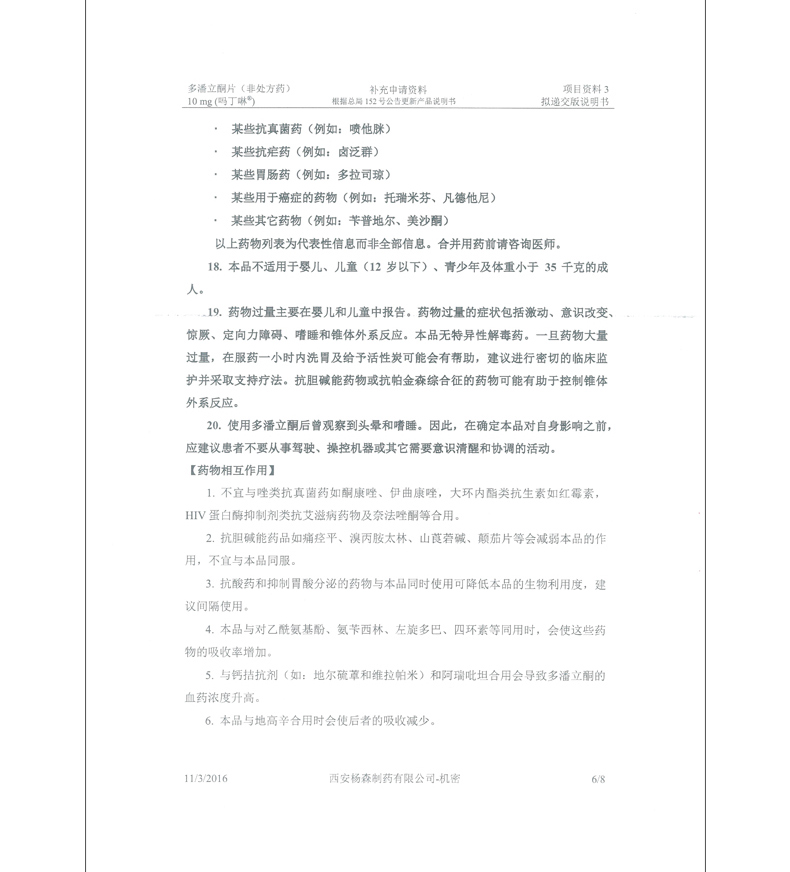 多潘立酮片（非处方药）
10 mg (吗丁啉®)
补充申请资料
根据总局 152 号公告更新产品说明书
项目资料 3
拟递交版说明书
· 某些抗真菌药（例如：喷他脒）
· 某些抗疟药（例如：卤泛群）
· 某些胃肠药（例如：多拉司琼）
· 某些用于癌症的药物（例如：托瑞米芬、凡德他尼）
· 某些其它药物（例如：苄普地尔、美沙酮）
以上药物列表为代表性信息而非全部信息。合并用药前请咨询医师。
18. 本品不适用于婴儿、儿童（12 岁以下）、青少年及体重小于 35 千克的成
人。
19. 药物过量主要在婴儿和儿童中报告。药物过量的症状包括激动、意识改变、
惊厥、定向力障碍、嗜睡和锥体外系反应。本品无特异性解毒药。一旦药物大量
过量，在服药一小时内洗胃及给予活性炭可能会有帮助，建议进行密切的临床监
护并采取支持疗法。抗胆碱能药物或抗帕金森综合征的药物可能有助于控制锥体
外系反应。
20. 使用多潘立酮后曾观察到头晕和嗜睡。因此，在确定本品对自身影响之前，
应建议患者不要从事驾驶、操控机器或其它需要意识清醒和协调的活动。
【药物相互作用】
1. 不宜与唑类抗真菌药如酮康唑、伊曲康唑，大环内酯类抗生素如红霉素，
HIV 蛋白酶抑制剂类抗艾滋病药物及奈法唑酮等合用。
2. 抗胆碱能药品如痛痉平、溴丙胺太林、山莨菪碱、颠茄片等会减弱本品的作
用，不宜与本品同服。
3. 抗酸药和抑制胃酸分泌的药物与本品同时使用可降低本品的生物利用度，建
议间隔使用。
4. 本品与对乙酰氨基酚、氨苄西林、左旋多巴、四环素等同用时，会使这些药
物的吸收率增加。
5. 与钙拮抗剂（如：地尔硫䓬和维拉帕米）和阿瑞吡坦合用会导致多潘立酮的
血药浓度升高。
6. 本品与地高辛合用时会使后者的吸收减少。
11/3/2016
西安杨森制药有限公司-机密
6/8